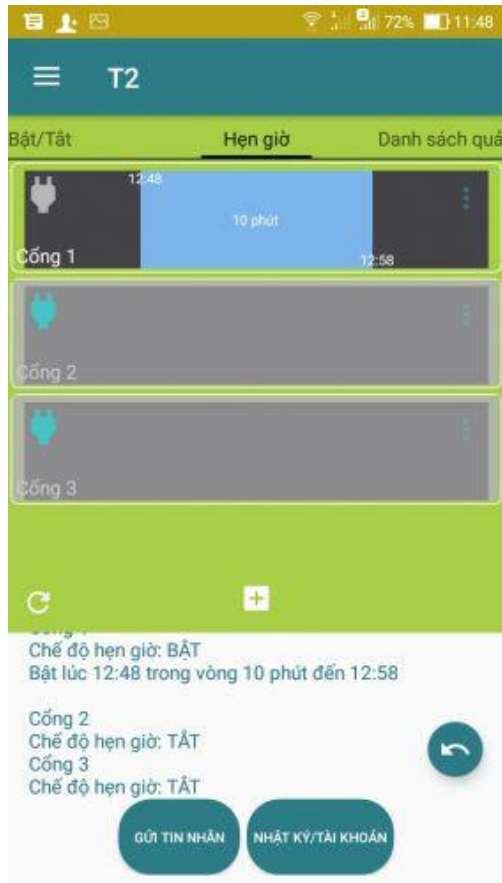 72% 11:48
T2
Bật/Tắt Hẹn giờ Danh sách quá
12:48
10 phút
Cổng 1 12:58
Cổng 2
Cổng 3
Chế độ hẹn giờ: BẬT
Bật lúc 12:48 trong vòng 10 phút đến 12:58
Cổng 2
Chế độ hẹn giờ: TẮT
Cổng 3
Chế độ hẹn giờ: TẮT
GỬI TIN NHẮN NHẬT KÝ/TÀI KHOẢN